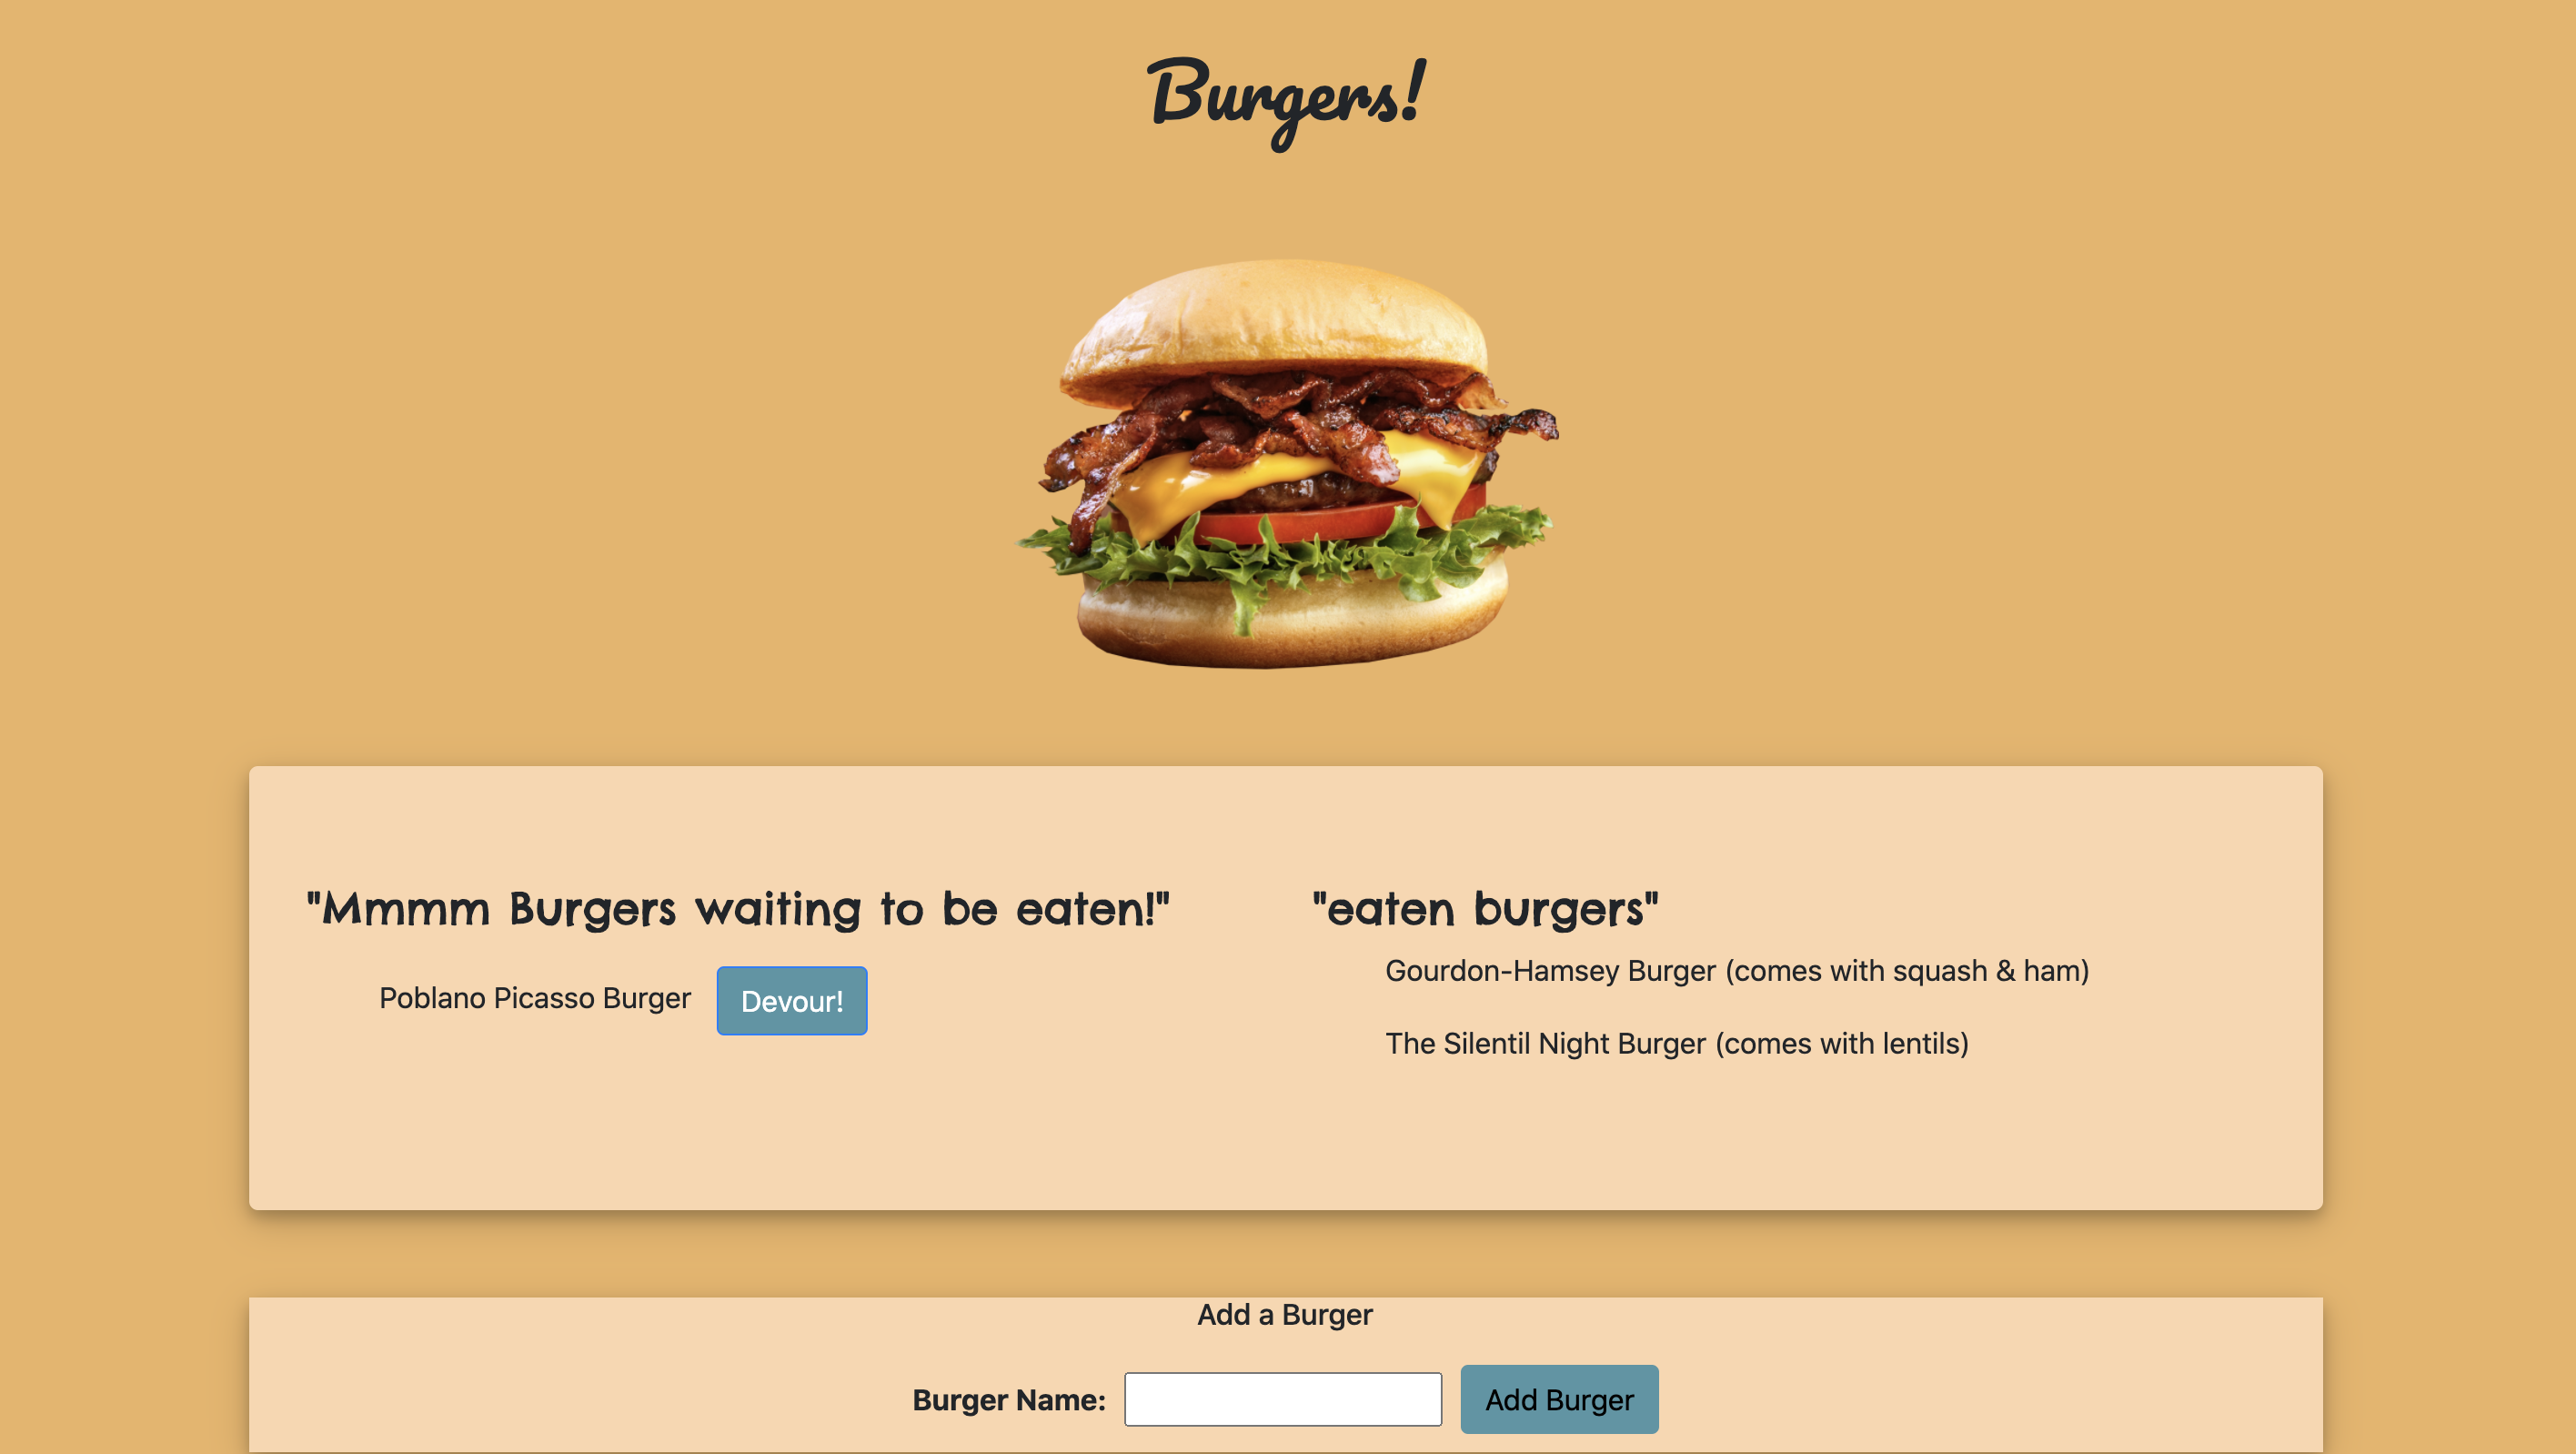 Burgers!
"Mmmm Burgers waiting to be eaten!"
Poblano Picasso Burger
Devour!
"eaten burgers"
Gourdon-Hamsey Burger (comes with squash & ham)
The Silentil Night Burger (comes with lentils)
Add a Burger
Burger Name:
Add Burger